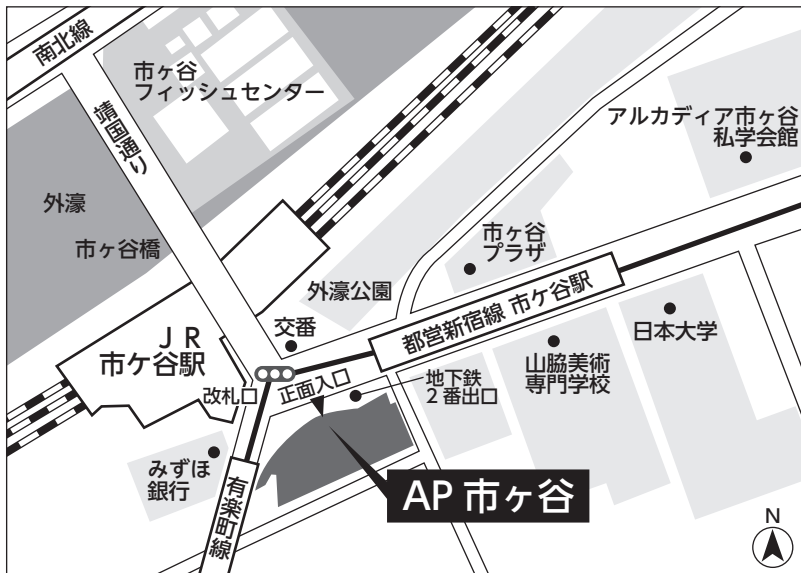 南北線
市ヶ谷
フィッシュセンター
靖国通り
アルカディア市ヶ谷
私学会館
外濠
市ヶ谷橋
市ヶ谷
プラザ
外濠公園
交番
都営新宿線 市ケ谷駅
日本大学
ＪＲ
市ケ谷駅
改札口
正面入口
地下鉄
２番出口
山脇美術
専門学校
みずほ
銀行
有楽町線
AP 市ヶ谷
N